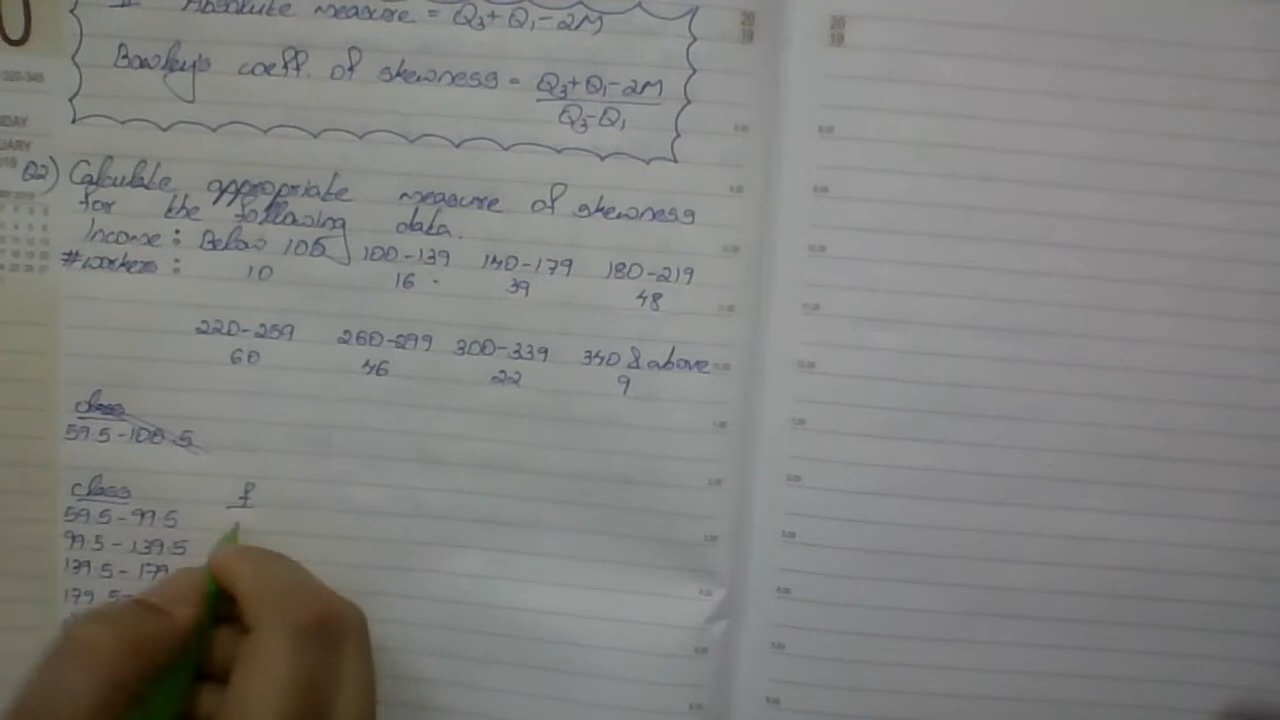 Absolute measure = Q3 + Q1 - 2M
Bowley's coeff. of skewness = Q3 + Q1 - 2M
Q3 - Q1
Q2) Calculate appropriate measure of skewness
for the following data.
Income : Below 100 100-139 140-179 180-219
#workers : 10 16 39 48
220-259 260-299 300-339 340 & above
60 46 22 9
class
59.5-100.5
class f
59.5-99.5
99.5-139.5
139.5-179
179.5-